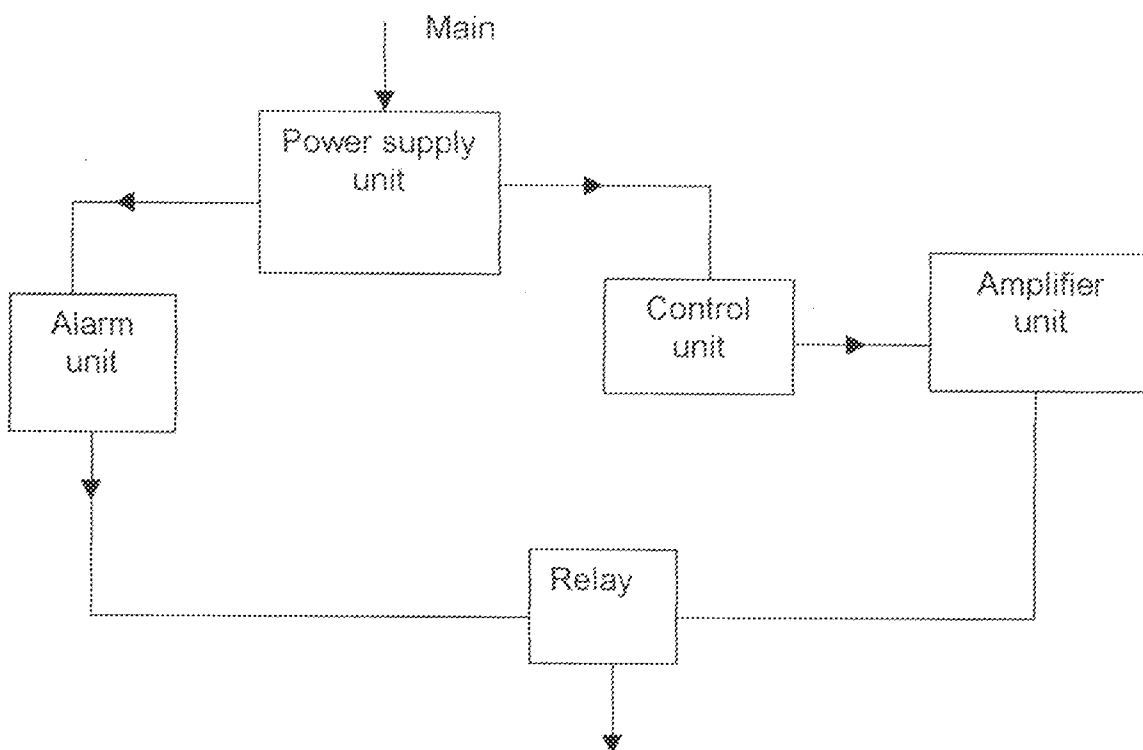 Main
Power supply
unit
Alarm
unit
Control
unit
Amplifier
unit
Relay